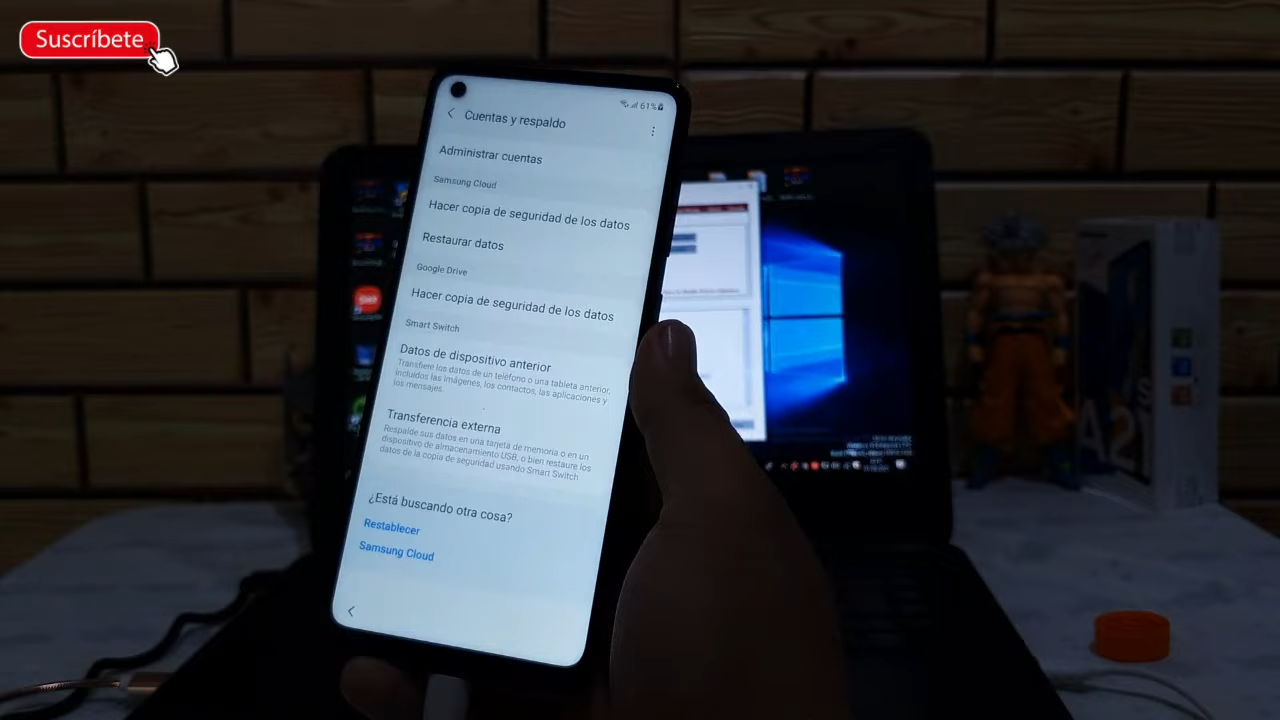 Suscríbete
61%
Cuentas y respaldo
Administrar cuentas
Samsung Cloud
Hacer copia de seguridad de los datos
Restaurar datos
Google Drive
Hacer copia de seguridad de los datos
Smart Switch
Datos de dispositivo anterior
Transfiere los datos de un teléfono o una tableta anterior,
incluidos las imágenes, los contactos, las aplicaciones y
los mensajes.
Transferencia externa
Respalde sus datos en una tarjeta de memoria o en un
dispositivo de almacenamiento USB, o bien restaure los
datos de la copia de seguridad usando Smart Switch
¿Está buscando otra cosa?
Restablecer
Samsung Cloud
A21s